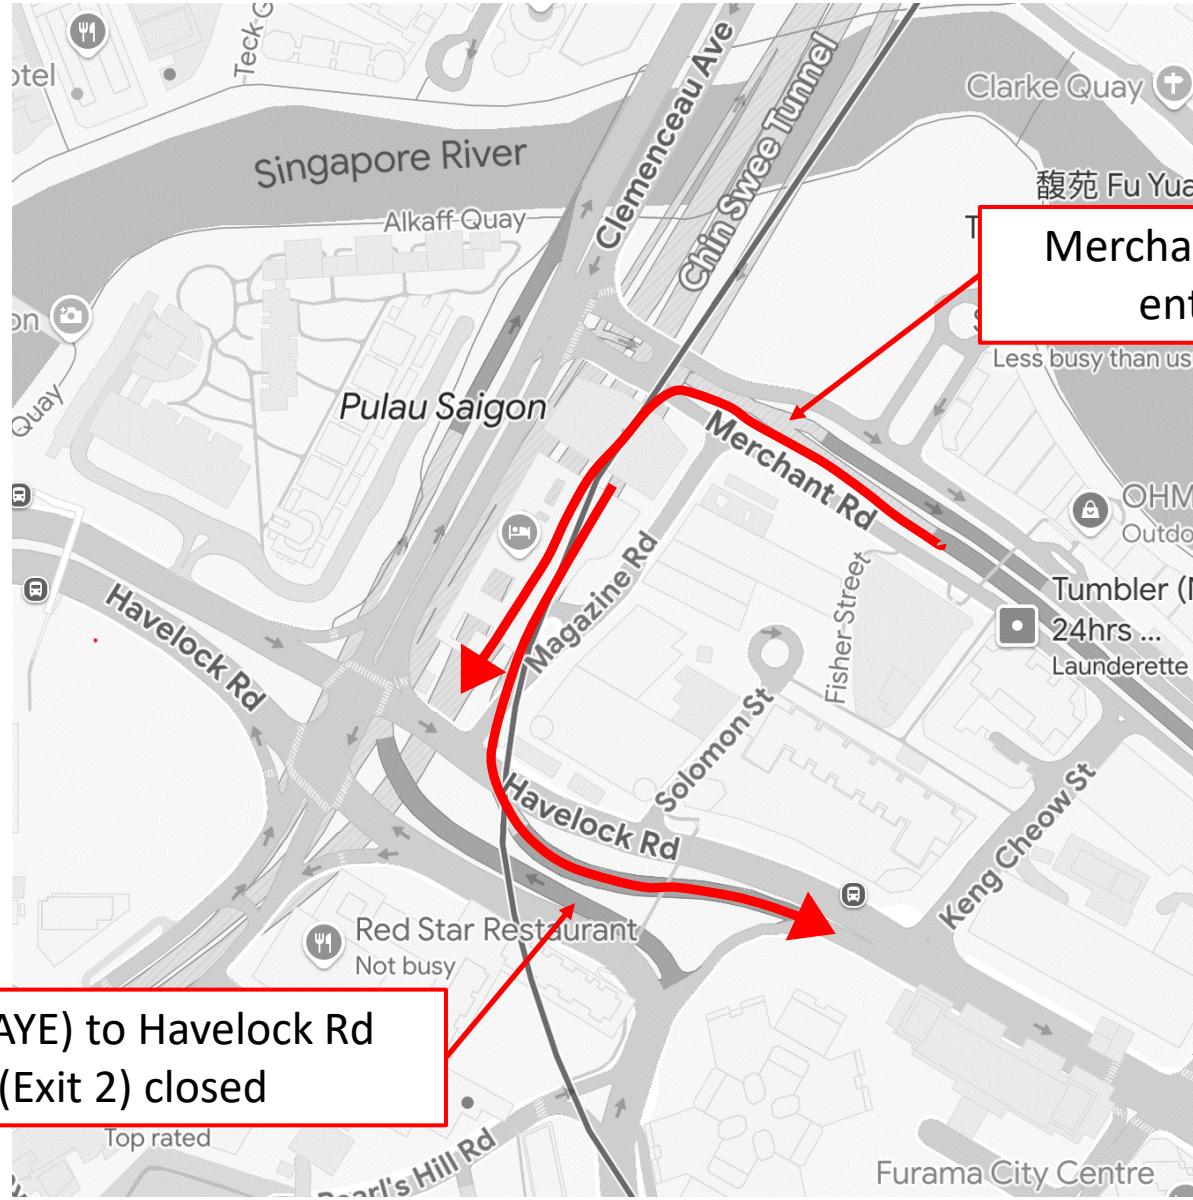 otel
Teck-G
Clemenceau Ave
Chin Swee Tunnel
Clarke Quay
Singapore River
Alkaff Quay
馥苑 Fu Yua
T
Mercha
ent
S
Less busy than us
on
Quay
Pulau Saigon
Merchant Rd
OHM
Outdo
Magazine Rd
Fisher Street
Tumbler (
24hrs ...
Launderette
Havelock Rd
Solomon St
Havelock Rd
Keng Cheow St
Red Star Restaurant
Not busy
AYE) to Havelock Rd
(Exit 2) closed
Top rated
Pearl's Hill Rd
Furama City Centre